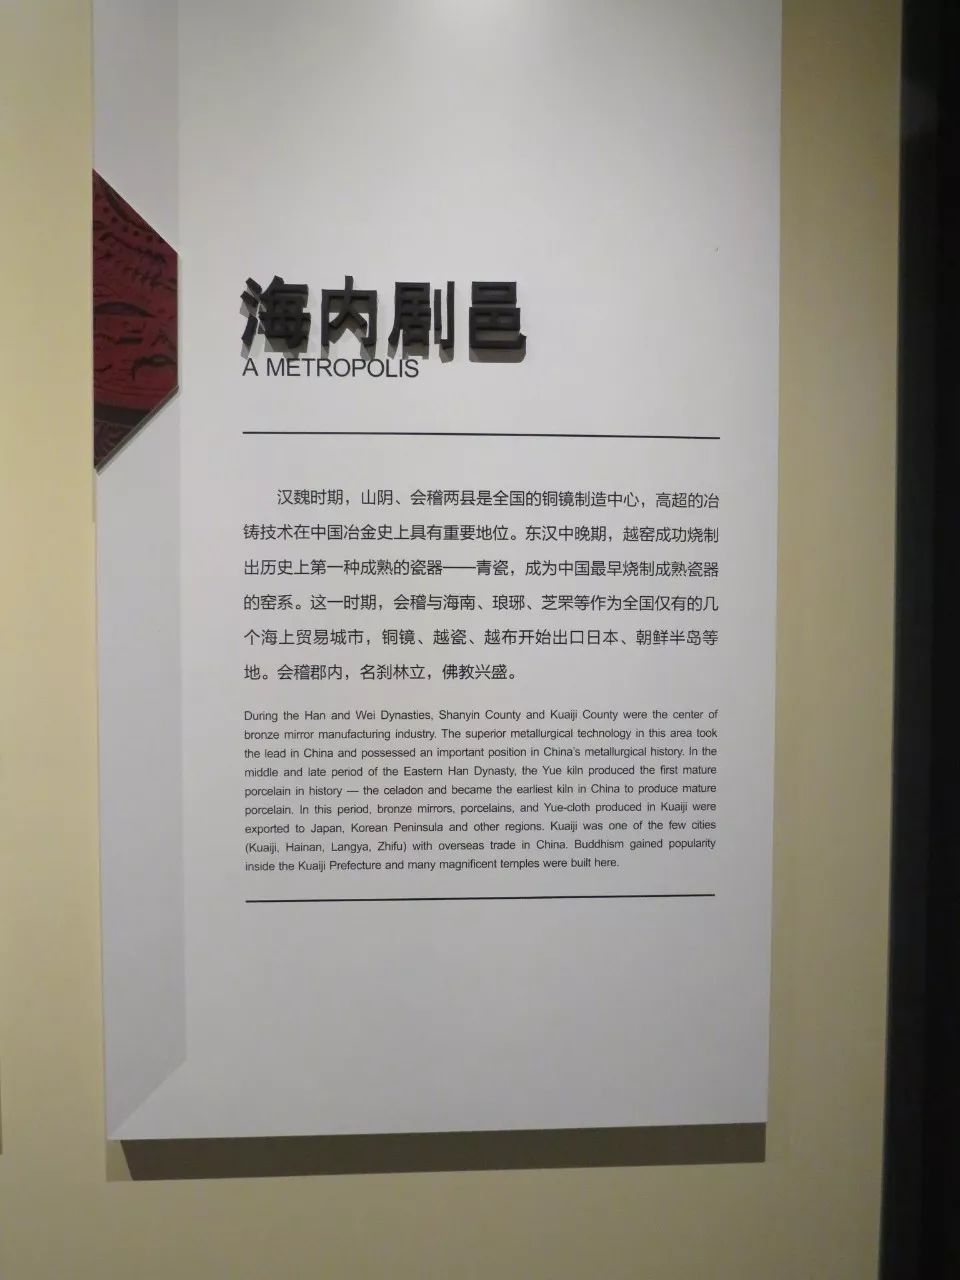 海内剧邑
A METROPOLIS
汉魏时期，山阴、会稽两县是全国的铜镜制造中心，高超的冶
铸技术在中国冶金史上具有重要地位。东汉中晚期，越窑成功烧制
出历史上第一种成熟的瓷器——青瓷，成为中国最早烧制成熟瓷器
的窑系。这一时期，会稽与海南、琅琊、芝罘等作为全国仅有的几
个海上贸易城市，铜镜、越瓷、越布开始出口日本、朝鲜半岛等
地。会稽郡内，名刹林立，佛教兴盛。
During the Han and Wei Dynasties, Shanyin County and Kuaiji County were the center of
bronze mirror manufacturing industry. The superior metallurgical technology in this area took
the lead in China and possessed an important position in China's metallurgical history. In the
middle and late period of the Eastern Han Dynasty, the Yue kiln produced the first mature
porcelain in history — the celadon and became the earliest kiln in China to produce mature
porcelain. In this period, bronze mirrors, porcelains, and Yue-cloth produced in Kuaiji were
exported to Japan, Korean Peninsula and other regions. Kuaiji was one of the few cities
(Kuaiji, Hainan, Langya, Zhifu) with overseas trade in China. Buddhism gained popularity
inside the Kuaiji Prefecture and many magnificent temples were built here.